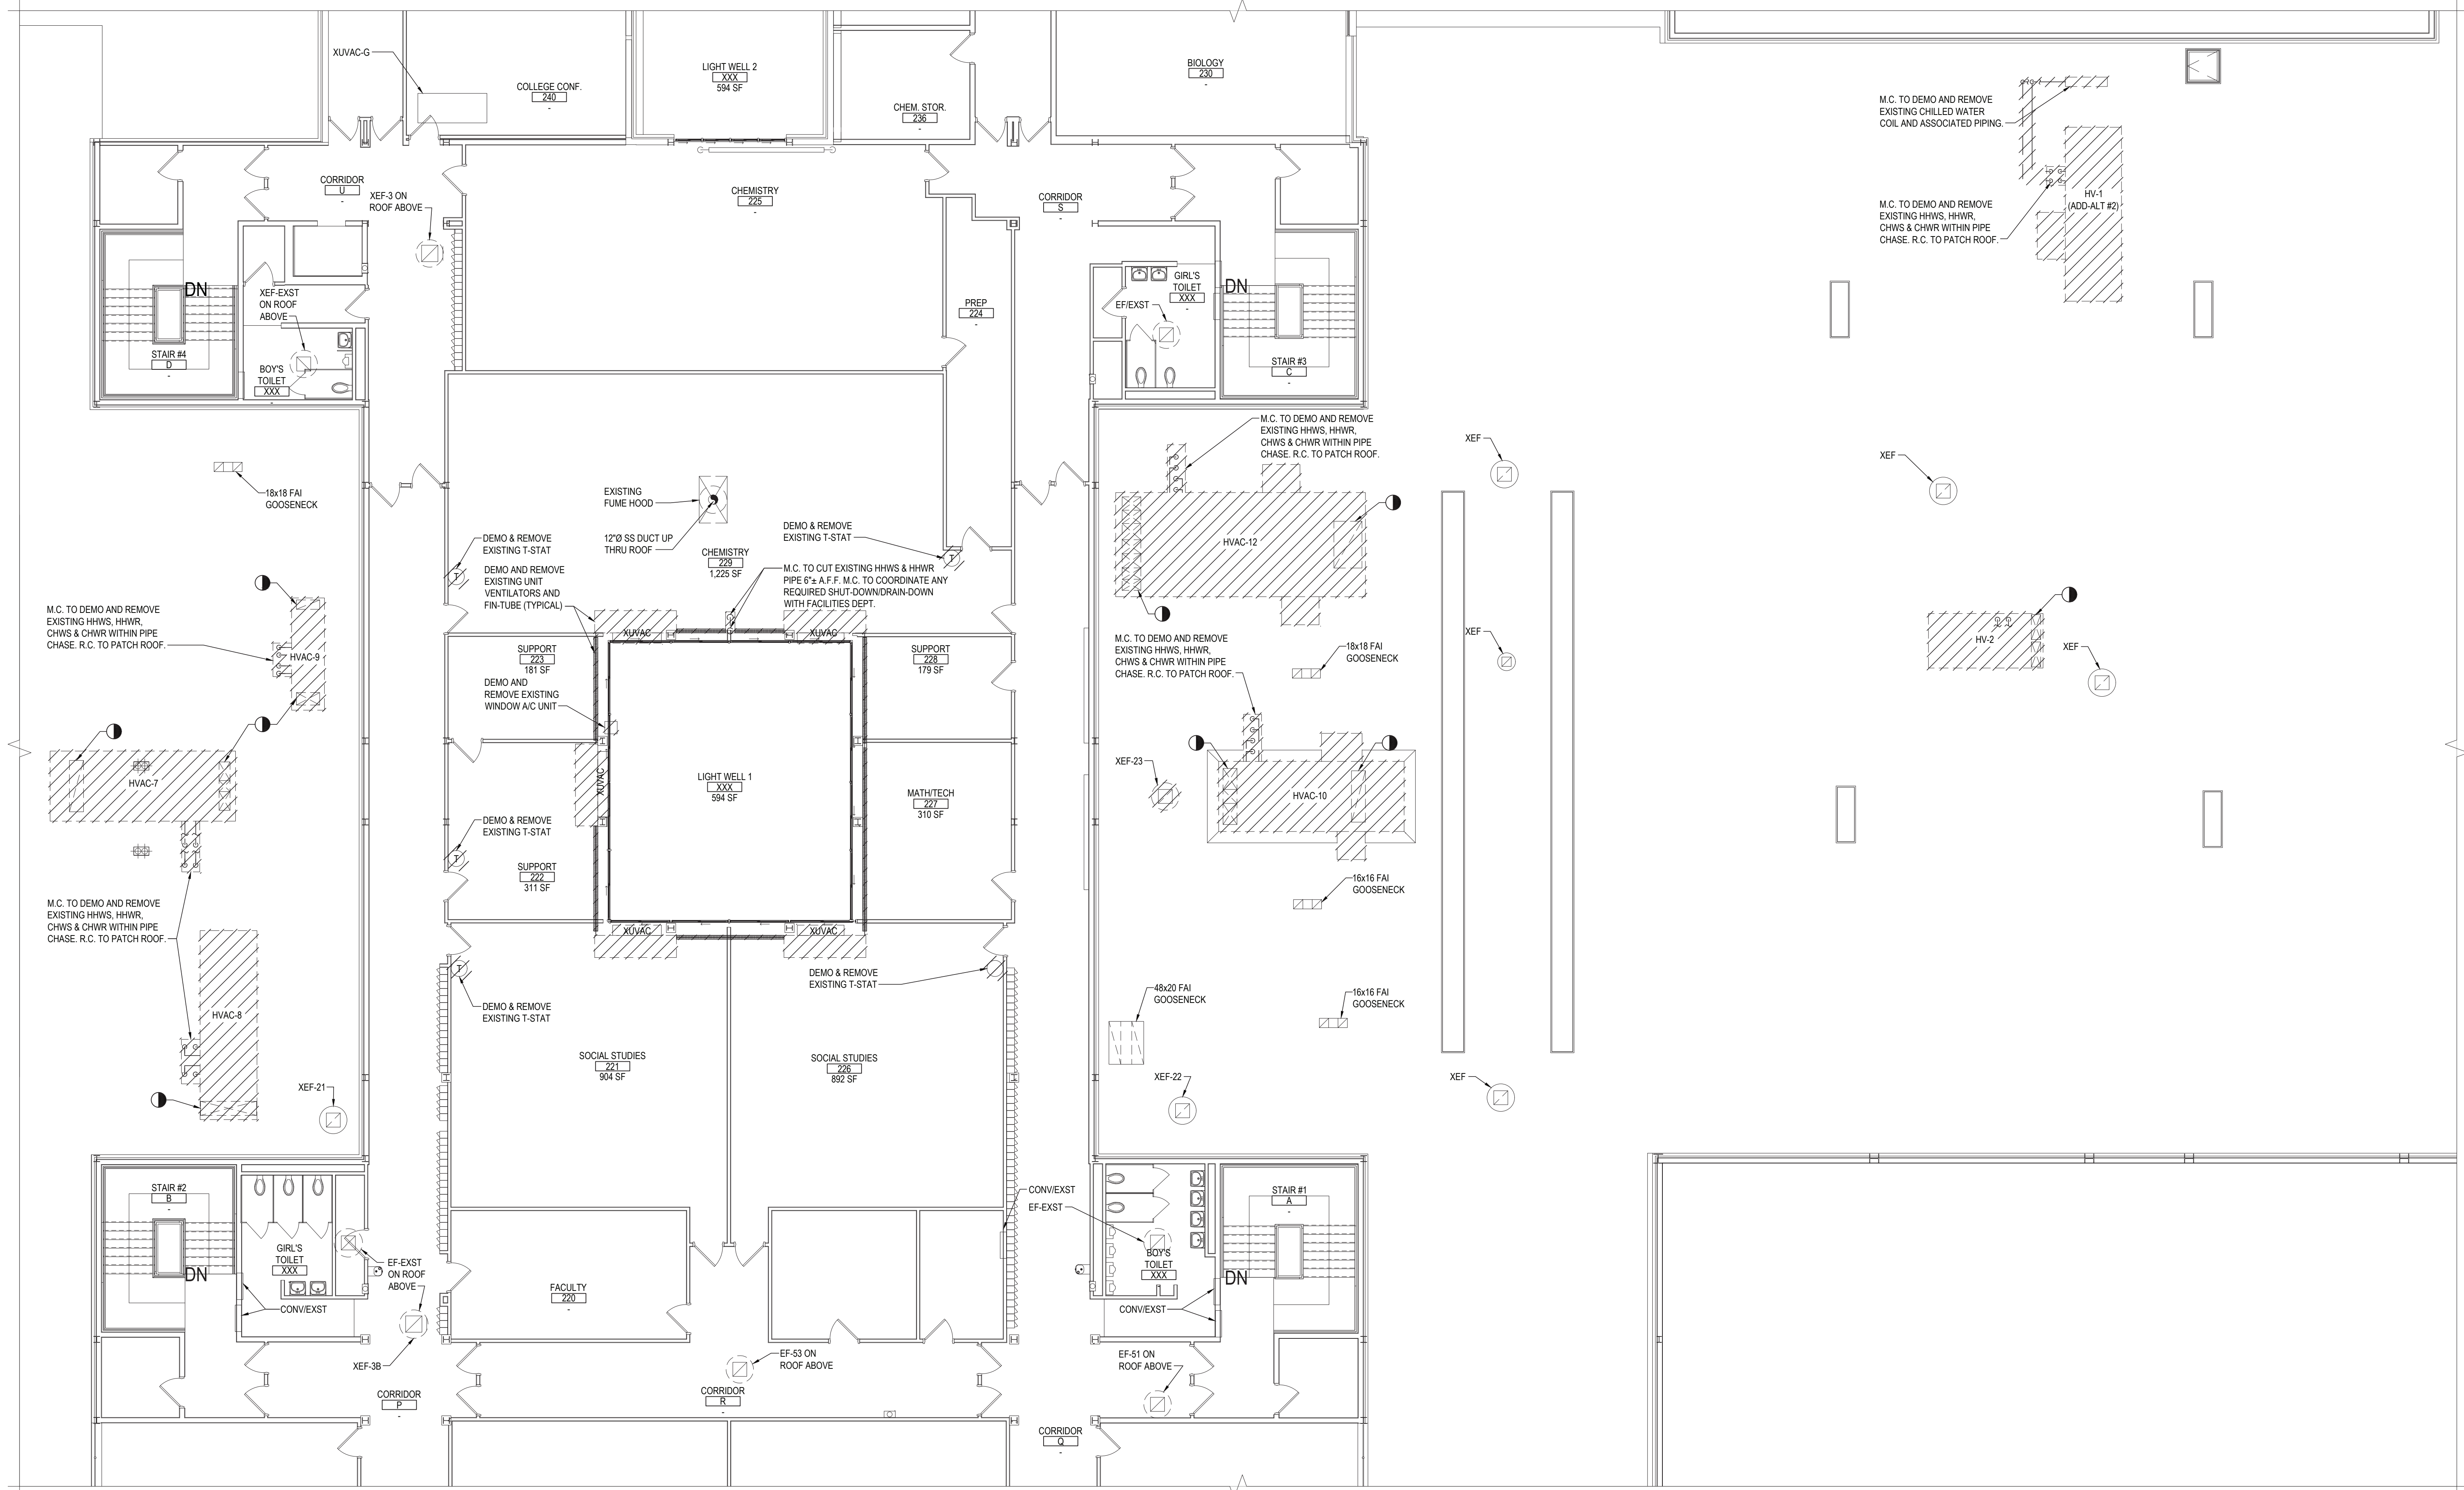 XUVAC-G
COLLEGE CONF.
240
-
LIGHT WELL 2
XXX
594 SF
CHEM. STOR.
236
-
BIOLOGY
230
-
M.C. TO DEMO AND REMOVE
EXISTING CHILLED WATER
COIL AND ASSOCIATED PIPING.
HV-1
(ADD-ALT #2)
M.C. TO DEMO AND REMOVE
EXISTING HHWS, HHWR,
CHWS & CHWR WITHIN PIPE
CHASE. R.C. TO PATCH ROOF.
CORRIDOR
U
-
XEF-3 ON
ROOF ABOVE
CHEMISTRY
225
-
CORRIDOR
S
-
DN
XEF-EXST
ON ROOF
ABOVE
STAIR #4
D
-
BOY'S
TOILET
XXX
-
PREP
224
-
GIRL'S
TOILET
XXX
-
EF/EXST
DN
STAIR #3
C
-
18x18 FAI
GOOSENECK
EXISTING
FUME HOOD
12"Ø SS DUCT UP
THRU ROOF
DEMO & REMOVE
EXISTING T-STAT
T
DEMO & REMOVE
EXISTING T-STAT
T
CHEMISTRY
229
1,225 SF
DEMO AND REMOVE
EXISTING UNIT
VENTILATORS AND
FIN-TUBE (TYPICAL)
M.C. TO CUT EXISTING HHWS & HHWR
PIPE 6"± A.F.F. M.C. TO COORDINATE ANY
REQUIRED SHUT-DOWN/DRAIN-DOWN
WITH FACILITIES DEPT.
M.C. TO DEMO AND REMOVE
EXISTING HHWS, HHWR,
CHWS & CHWR WITHIN PIPE
CHASE. R.C. TO PATCH ROOF.
XEF
XEF
HVAC-12
M.C. TO DEMO AND REMOVE
EXISTING HHWS, HHWR,
CHWS & CHWR WITHIN PIPE
CHASE. R.C. TO PATCH ROOF.
HVAC-9
XUVAC
XUVAC
SUPPORT
223
181 SF
SUPPORT
228
179 SF
DEMO AND
REMOVE EXISTING
WINDOW A/C UNIT
M.C. TO DEMO AND REMOVE
EXISTING HHWS, HHWR,
CHWS & CHWR WITHIN PIPE
CHASE. R.C. TO PATCH ROOF.
18x18 FAI
GOOSENECK
XEF
HV-2
XEF
HVAC-7
XUVAC
LIGHT WELL 1
XXX
594 SF
MATH/TECH
227
310 SF
XEF-23
HVAC-10
DEMO & REMOVE
EXISTING T-STAT
T
SUPPORT
222
311 SF
16x16 FAI
GOOSENECK
M.C. TO DEMO AND REMOVE
EXISTING HHWS, HHWR,
CHWS & CHWR WITHIN PIPE
CHASE. R.C. TO PATCH ROOF.
HVAC-8
XUVAC
XUVAC
T
DEMO & REMOVE
EXISTING T-STAT
DEMO & REMOVE
EXISTING T-STAT
48x20 FAI
GOOSENECK
16x16 FAI
GOOSENECK
SOCIAL STUDIES
221
904 SF
SOCIAL STUDIES
226
892 SF
XEF-21
XEF-22
XEF
STAIR #2
B
-
DN
GIRL'S
TOILET
XXX
CONV/EXST
EF-EXST
ON ROOF
ABOVE
XEF-3B
FACULTY
220
-
CONV/EXST
EF-EXST
BOY'S
TOILET
XXX
CONV/EXST
STAIR #1
A
-
DN
EF-53 ON
ROOF ABOVE
EF-51 ON
ROOF ABOVE
CORRIDOR
P
-
CORRIDOR
R
-
CORRIDOR
Q
-